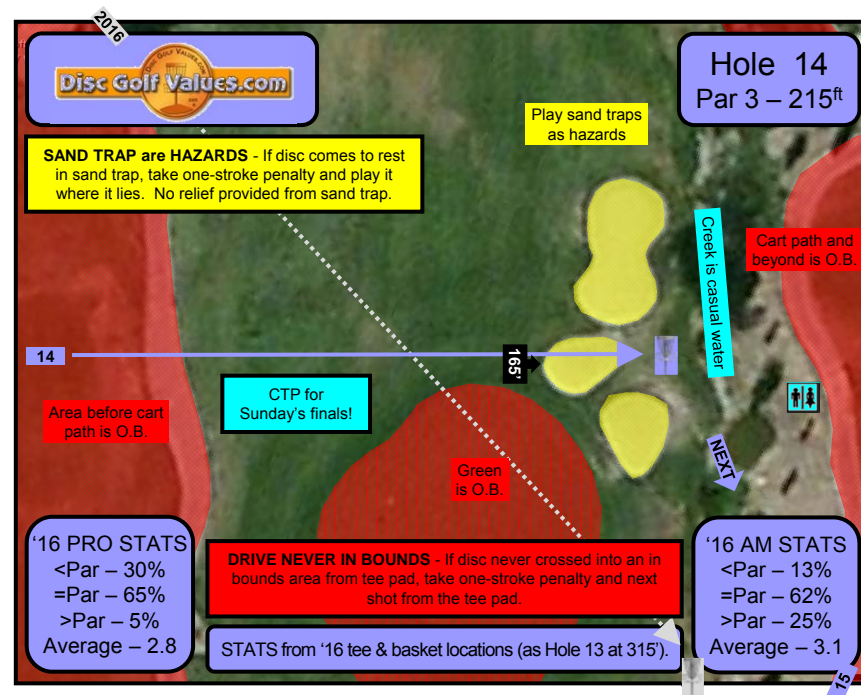 2016
Disc Golf Values.com
Hole 14
Par 3 – 215ft
Play sand traps
as hazards
SAND TRAP are HAZARDS - If disc comes to rest
in sand trap, take one-stroke penalty and play it
where it lies. No relief provided from sand trap.
Creek is casual water
Cart path and
beyond is O.B.
14
165'
CTP for
Sunday's finals!
Area before cart
path is O.B.
Green
is O.B.
NEXT
'16 PRO STATS
<Par – 30%
=Par – 65%
>Par – 5%
Average – 2.8
DRIVE NEVER IN BOUNDS - If disc never crossed into an in
bounds area from tee pad, take one-stroke penalty and next
shot from the tee pad.
STATS from '16 tee & basket locations (as Hole 13 at 315').
'16 AM STATS
<Par – 13%
=Par – 62%
>Par – 25%
Average – 3.1
15